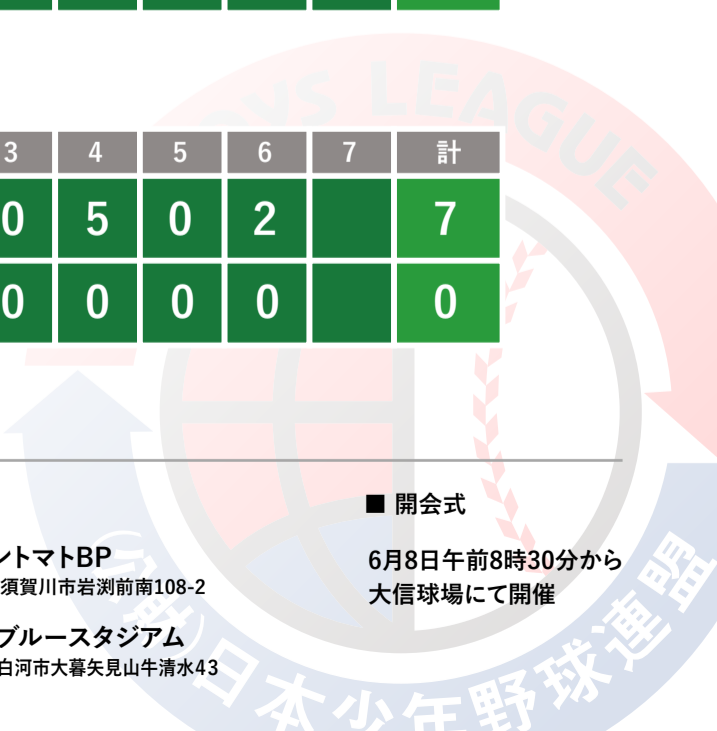 3 4 5 6 7 計
0 5 0 2 7
0 0 0 0 0
■ 開会式
ントマトBP
須賀川市岩渕前南108-2
ブルースタジアム
白河市大暮矢見山牛清水43
6月8日午前8時30分から
大信球場にて開催
BOYS LEAGUE
(公財)日本少年野球連盟